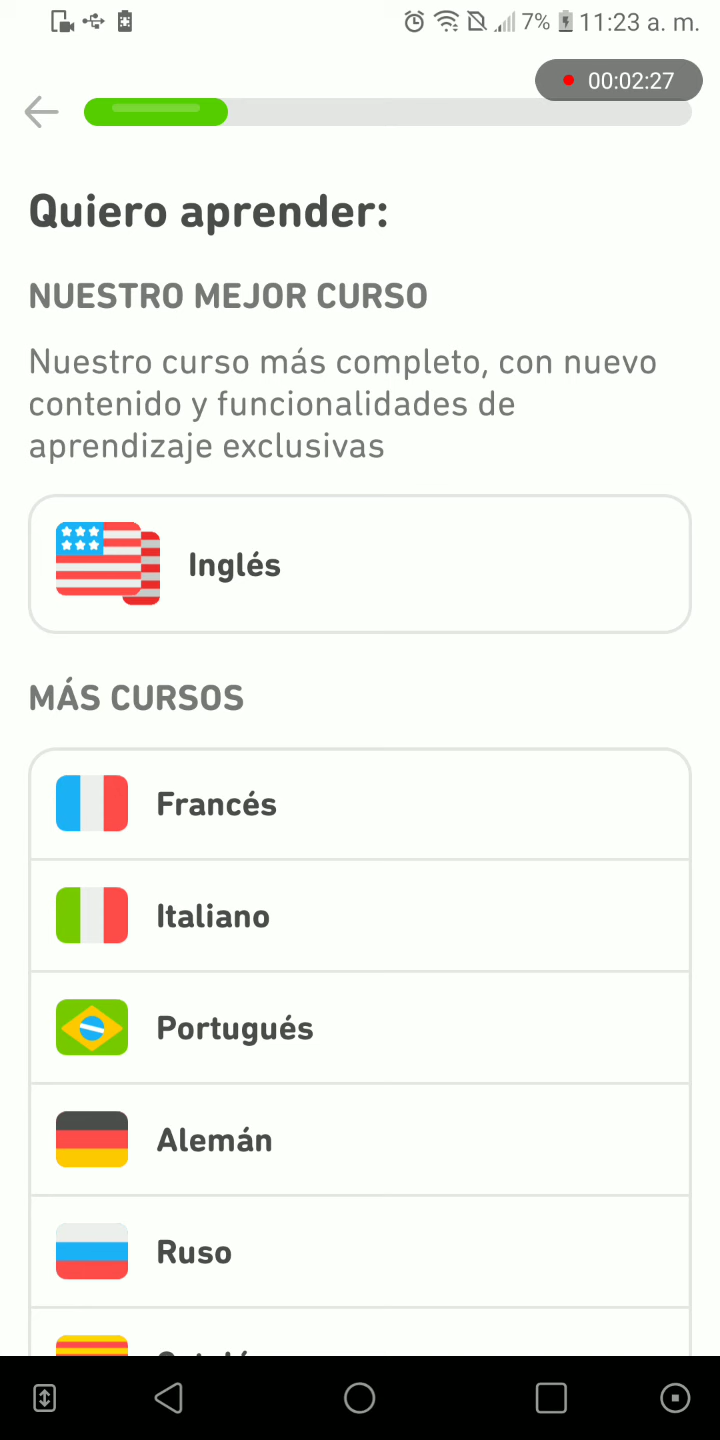 7% 11:23 a. m.
00:02:27
Quiero aprender:
NUESTRO MEJOR CURSO
Nuestro curso más completo, con nuevo
contenido y funcionalidades de
aprendizaje exclusivas
Inglés
MÁS CURSOS
Francés
Italiano
Portugués
Alemán
Ruso